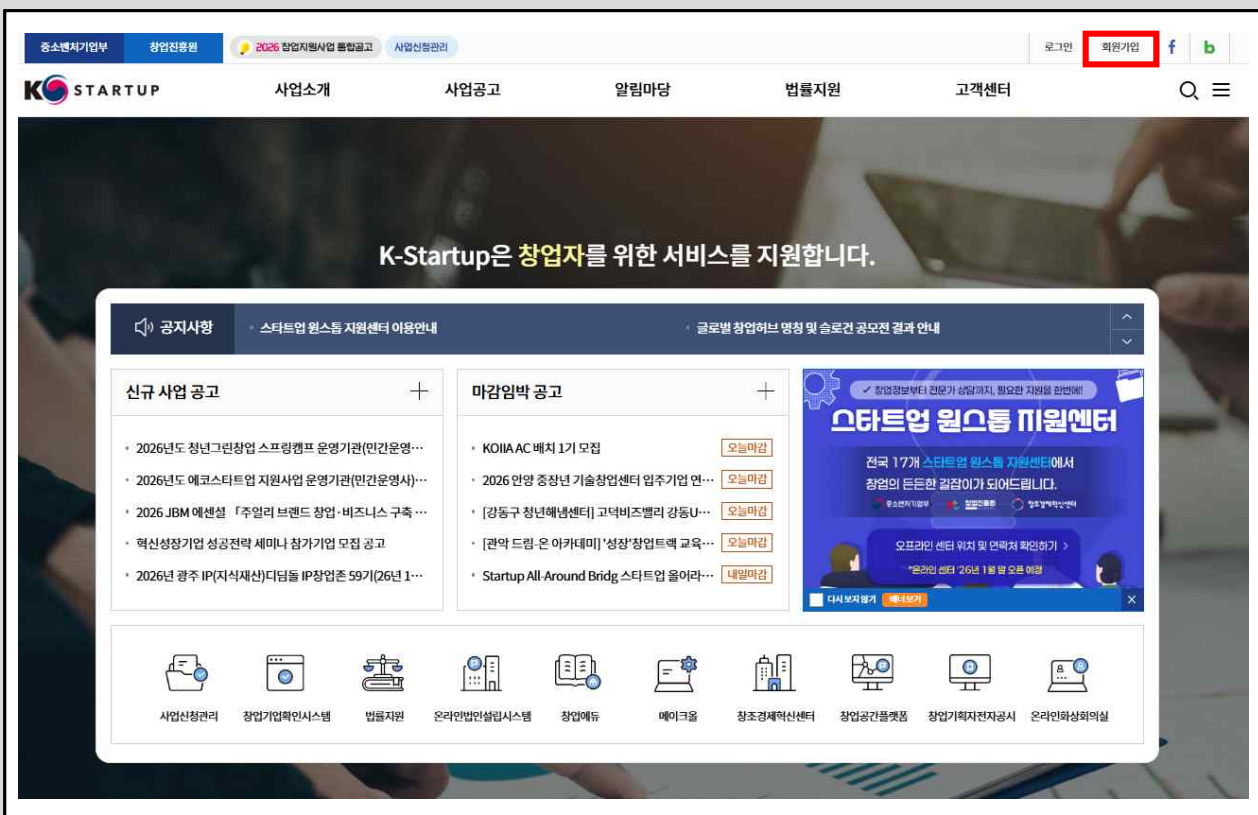 중소벤처기업부
창업진흥원
2026 창업지원사업 통합공고
사업신청관리
로그인
회원가입
f
b
K STARTUP
사업소개
사업공고
알림마당
법률지원
고객센터
K-Startup은 창업자를 위한 서비스를 지원합니다.
공지사항
스타트업 원스톱 지원센터 이용안내
글로벌 창업허브 명칭 및 슬로건 공모전 결과 안내
신규 사업 공고
2026년도 청년그린창업 스프링캠프 운영기관(민간운영…
2026년도 에코스타트업 지원사업 운영기관(민간운영사)…
2026 JBM 에센셜 「주얼리 브랜드 창업·비즈니스 구축 …
혁신성장기업 성공전략 세미나 참가기업 모집 공고
2026년 광주 IP(지식재산)디딤돌 IP창업존 59기(26년 1…
마감임박 공고
KOIIA AC 배치 1기 모집 오늘마감
2026 안양 중장년 기술창업센터 입주기업 연… 오늘마감
[강동구 청년해냄센터] 고덕비즈밸리 강동U… 오늘마감
[관악 드림-온 아카데미] '성장'창업트랙 교육… 오늘마감
Startup All-Around Bridg 스타트업 올어라… 내일마감
창업정보부터 전문가 상담까지, 필요한 지원을 한번에!
스타트업 원스톱 지원센터
전국 17개 스타트업 원스톱 지원센터에서
창업의 든든한 길잡이가 되어드립니다.
중소벤처기업부 창업진흥원 창조경제혁신센터
오프라인 센터 위치 및 연락처 확인하기 >
*온라인 센터 '26년 1월 말 오픈 예정
다시 보지 않기
배너보기
사업신청관리
창업기업확인시스템
법률지원
온라인법인설립시스템
창업에듀
메이크올
창조경제혁신센터
창업공간플랫폼
창업기획자전자공시
온라인화상회의실